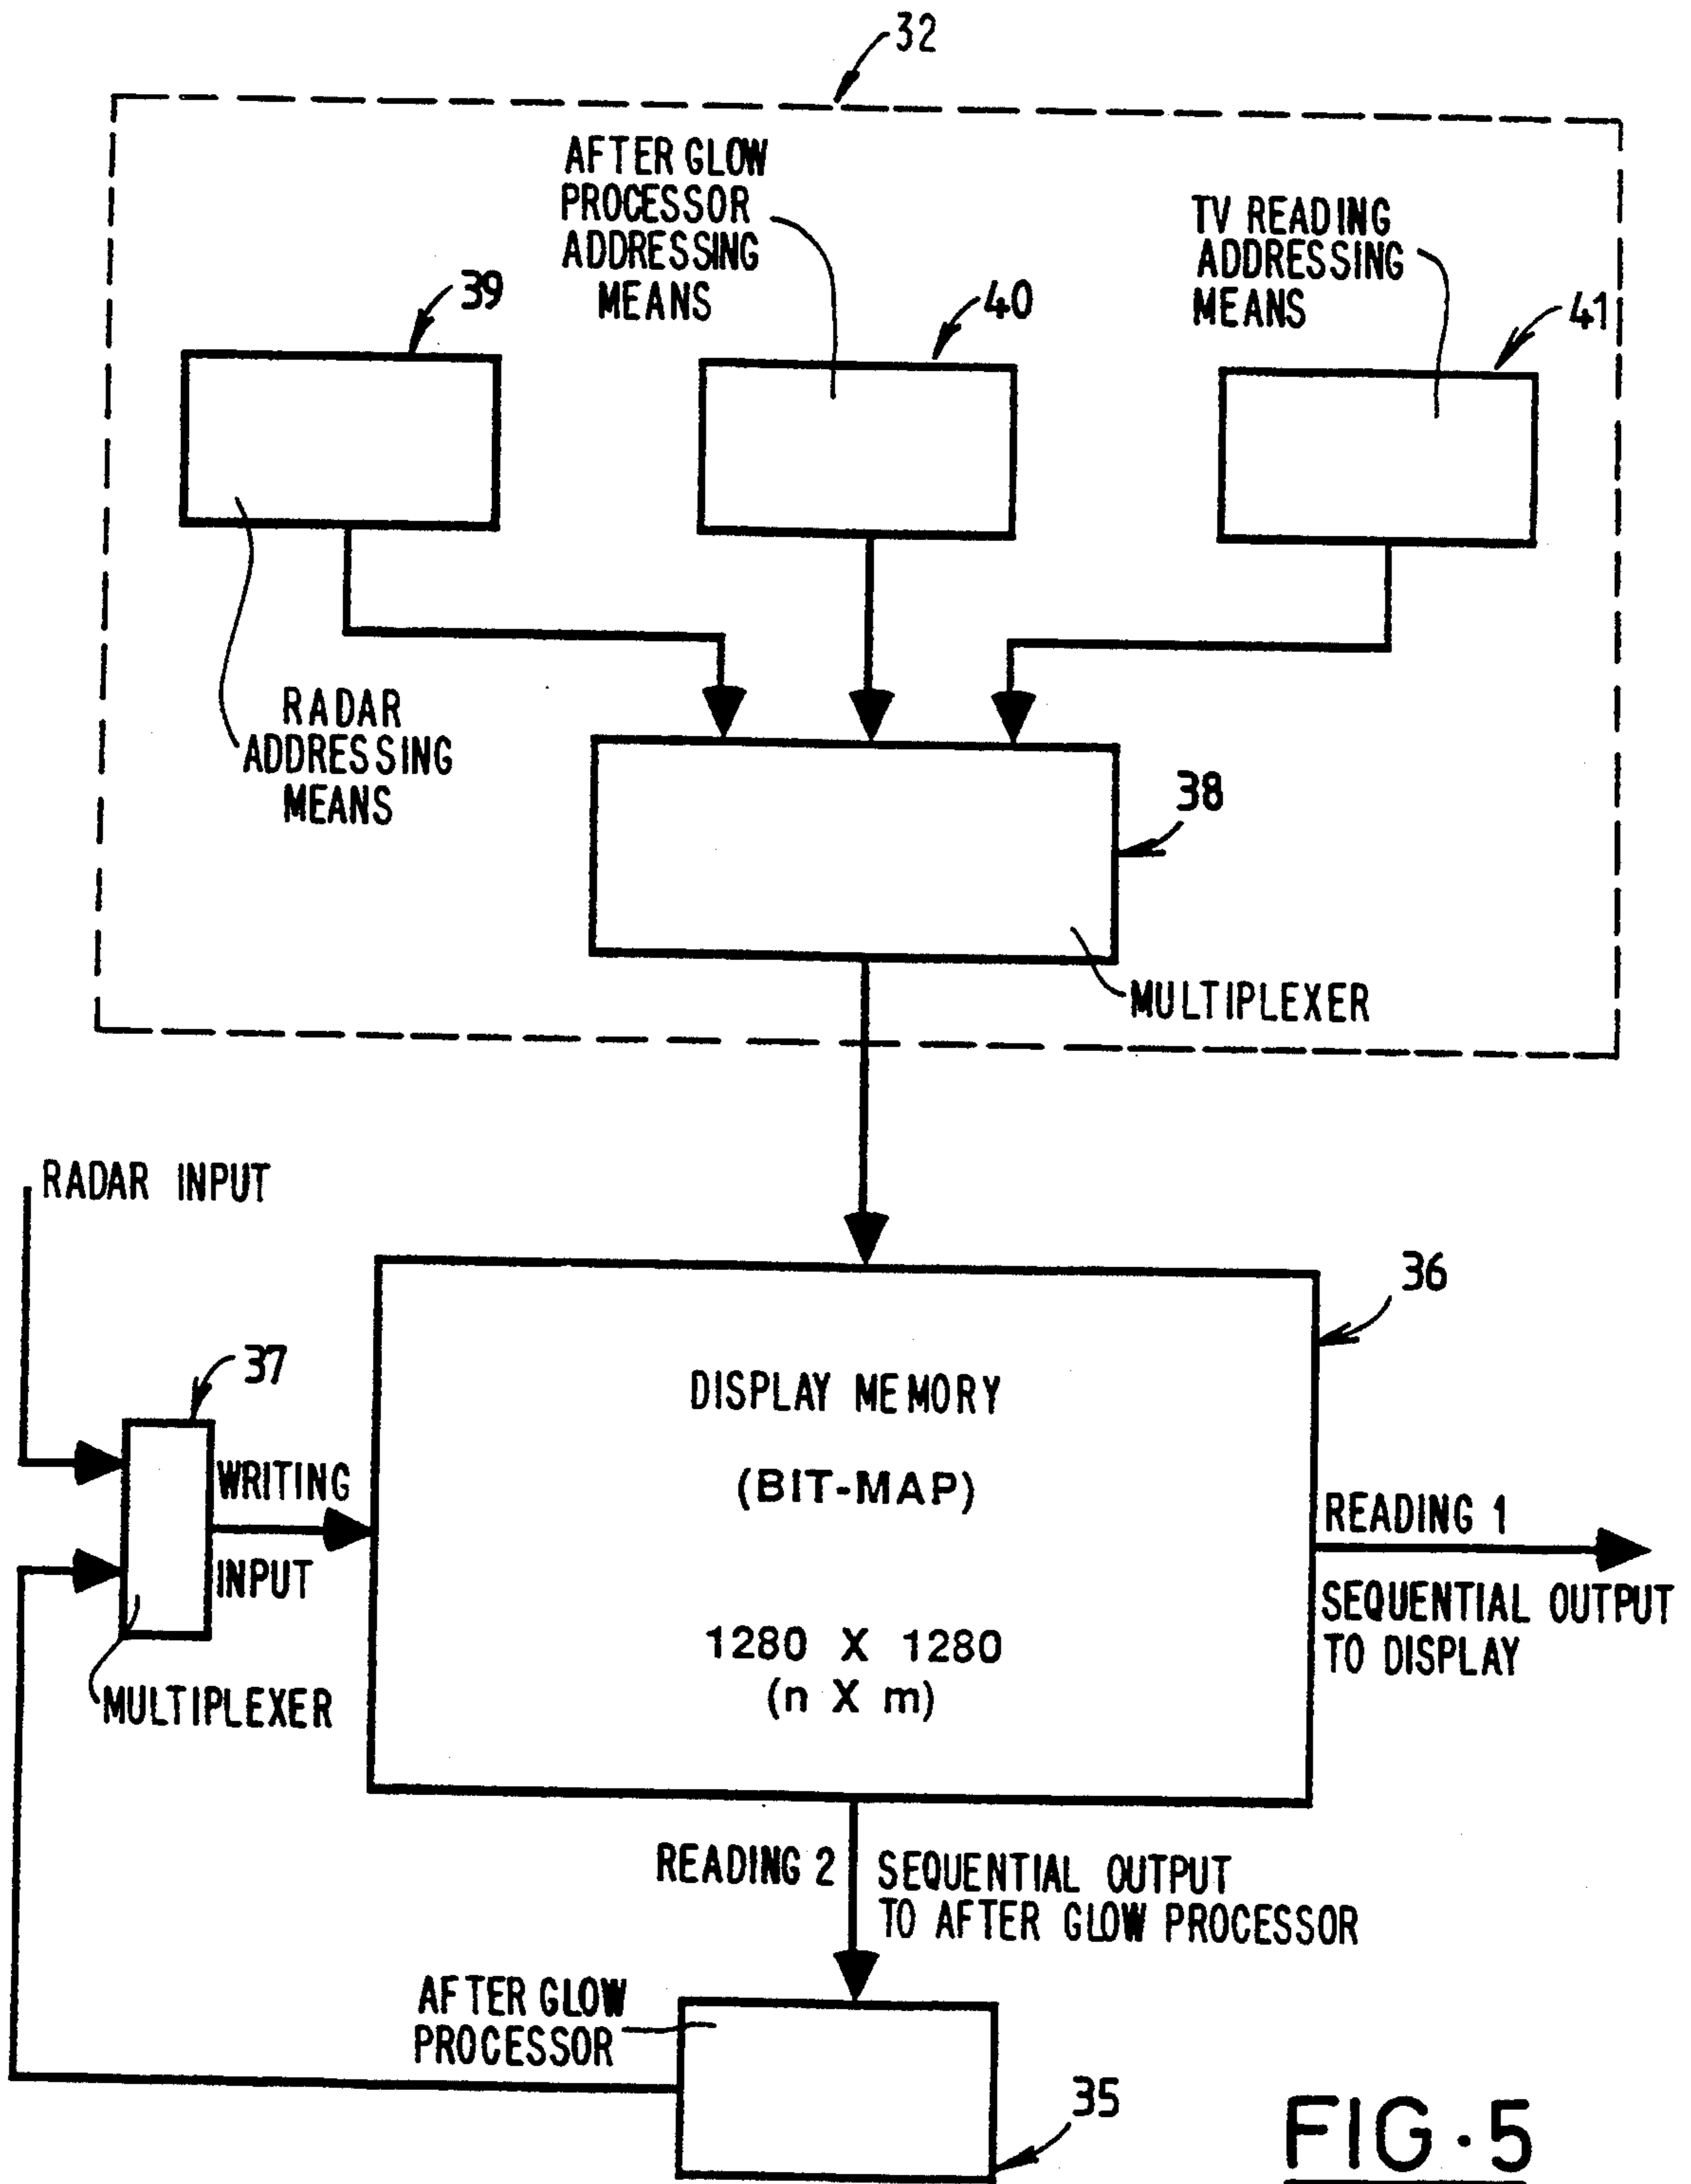 32
AFTER GLOW
PROCESSOR
ADDRESSING
MEANS
TV READING
ADDRESSING
MEANS
39
40
41
RADAR
ADDRESSING
MEANS
38
MULTIPLEXER
RADAR INPUT
36
37
DISPLAY MEMORY
(BIT-MAP)
WRITING
INPUT
READING 1
SEQUENTIAL OUTPUT
TO DISPLAY
1280 X 1280
(n X m)
MULTIPLEXER
READING 2
SEQUENTIAL OUTPUT
TO AFTER GLOW PROCESSOR
AFTER GLOW
PROCESSOR
35
FIG.5